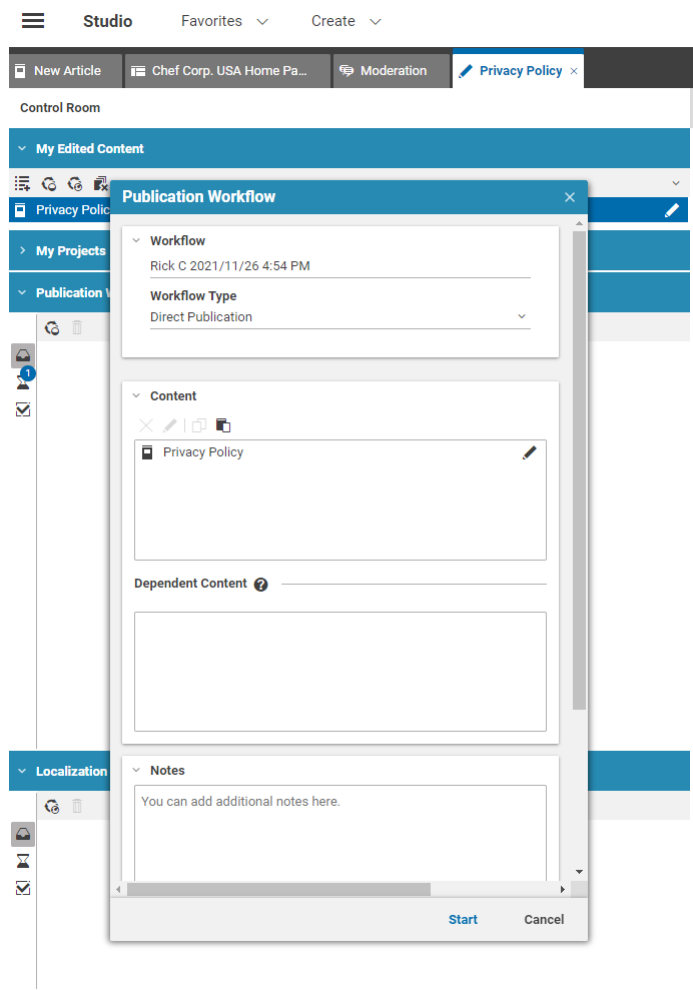 Studio Favorites Create
New Article Chef Corp. USA Home Pa... Moderation Privacy Policy
Control Room
My Edited Content
Privacy Polic
My Projects
Publication
1
Localization
Publication Workflow
Workflow
Rick C 2021/11/26 4:54 PM
Workflow Type
Direct Publication
Content
Privacy Policy
Dependent Content ?
Notes
You can add additional notes here.
Start Cancel